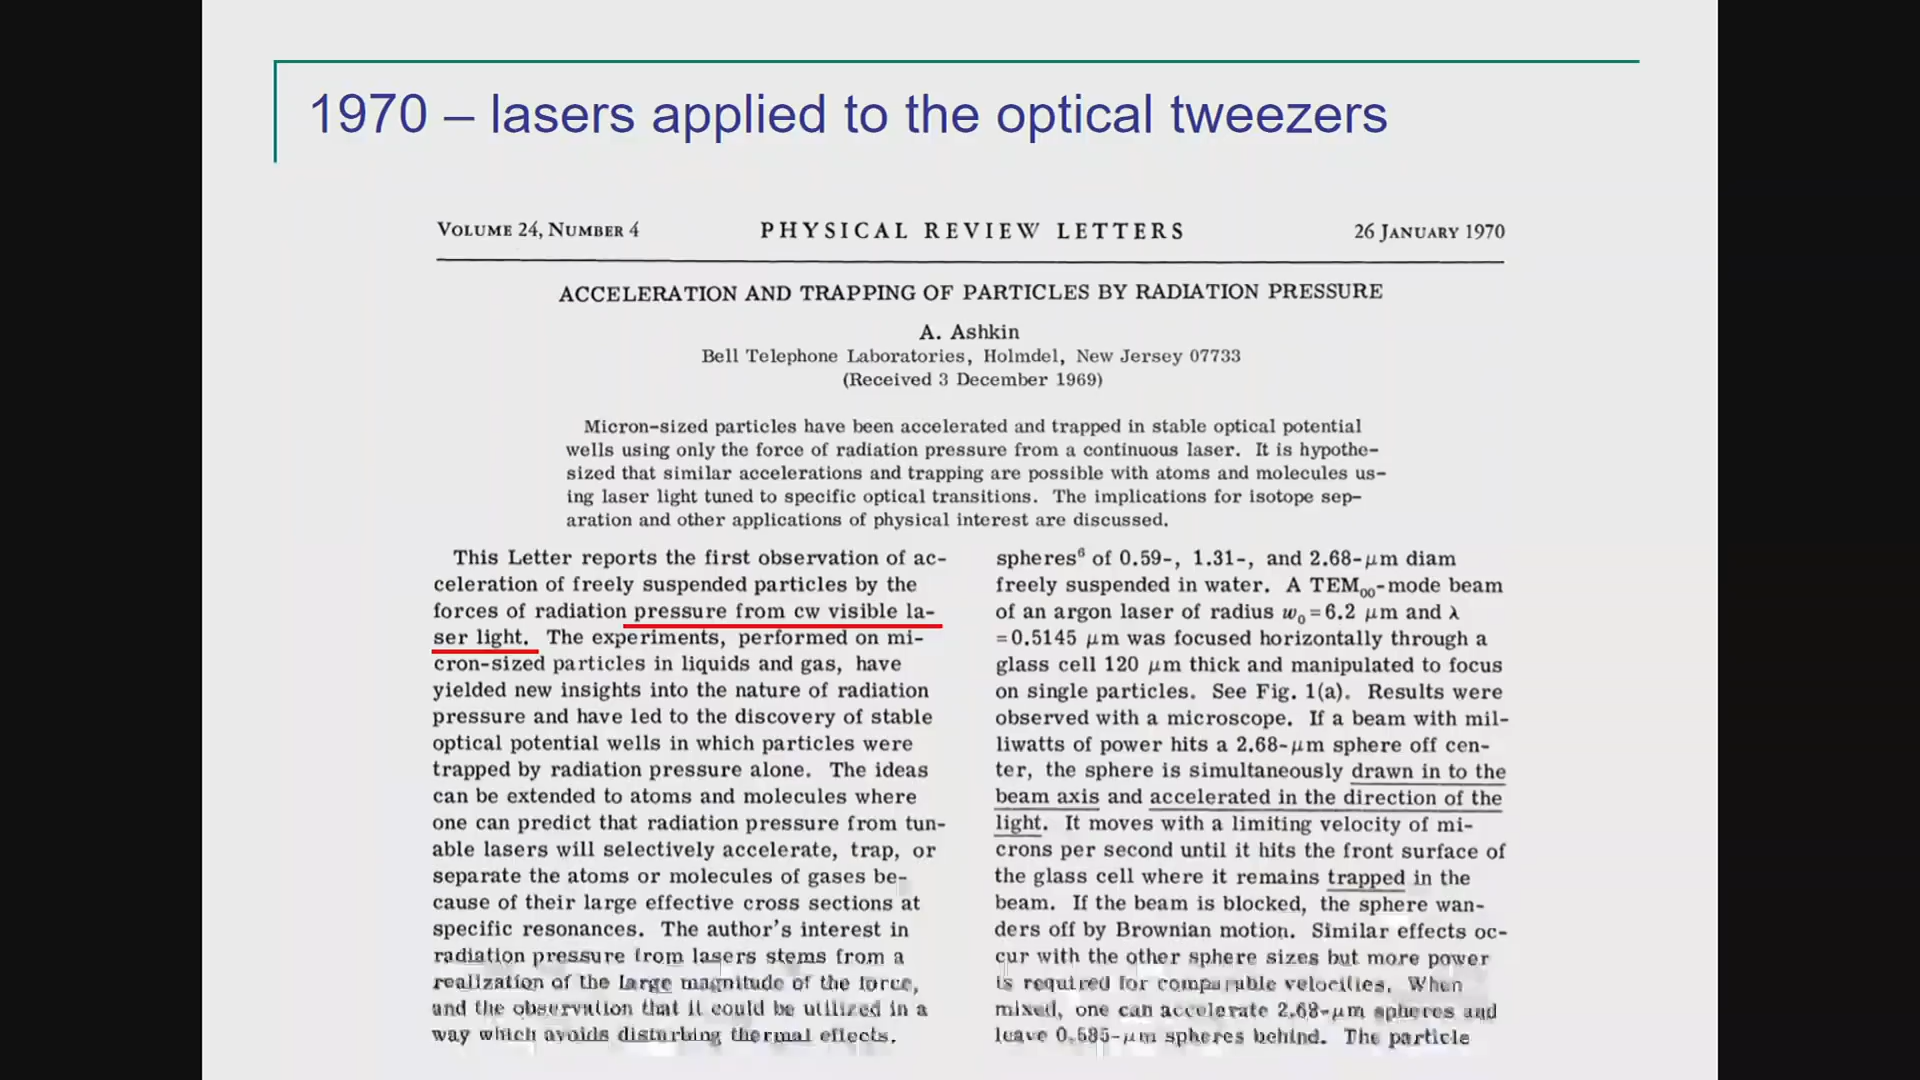 1970 – lasers applied to the optical tweezers
VOLUME 24, NUMBER 4
PHYSICAL REVIEW LETTERS
26 JANUARY 1970
ACCELERATION AND TRAPPING OF PARTICLES BY RADIATION PRESSURE
A. Ashkin
Bell Telephone Laboratories, Holmdel, New Jersey 07733
(Received 3 December 1969)
Micron-sized particles have been accelerated and trapped in stable optical potential
wells using only the force of radiation pressure from a continuous laser. It is hypothe-
sized that similar accelerations and trapping are possible with atoms and molecules us-
ing laser light tuned to specific optical transitions. The implications for isotope sep-
aration and other applications of physical interest are discussed.
This Letter reports the first observation of ac-
celeration of freely suspended particles by the
forces of radiation pressure from cw visible la-
ser light. The experiments, performed on mi-
cron-sized particles in liquids and gas, have
yielded new insights into the nature of radiation
pressure and have led to the discovery of stable
optical potential wells in which particles were
trapped by radiation pressure alone. The ideas
can be extended to atoms and molecules where
one can predict that radiation pressure from tun-
able lasers will selectively accelerate, trap, or
separate the atoms or molecules of gases be-
cause of their large effective cross sections at
specific resonances. The author's interest in
radiation pressure from lasers stems from a
realization of the large magnitude of the force,
and the observation that it could be utilized in a
way which avoids disturbing thermal effects.
spheres⁶ of 0.59-, 1.31-, and 2.68-μm diam
freely suspended in water. A TEM₀₀-mode beam
of an argon laser of radius w₀=6.2 μm and λ
=0.5145 μm was focused horizontally through a
glass cell 120 μm thick and manipulated to focus
on single particles. See Fig. 1(a). Results were
observed with a microscope. If a beam with mil-
liwatts of power hits a 2.68-μm sphere off cen-
ter, the sphere is simultaneously drawn in to the
beam axis and accelerated in the direction of the
light. It moves with a limiting velocity of mi-
crons per second until it hits the front surface of
the glass cell where it remains trapped in the
beam. If the beam is blocked, the sphere wan-
ders off by Brownian motion. Similar effects oc-
cur with the other sphere sizes but more power
is required for comparable velocities. When
mixed, one can accelerate 2.68-μm spheres and
leave 0.585-μm spheres behind. The particle